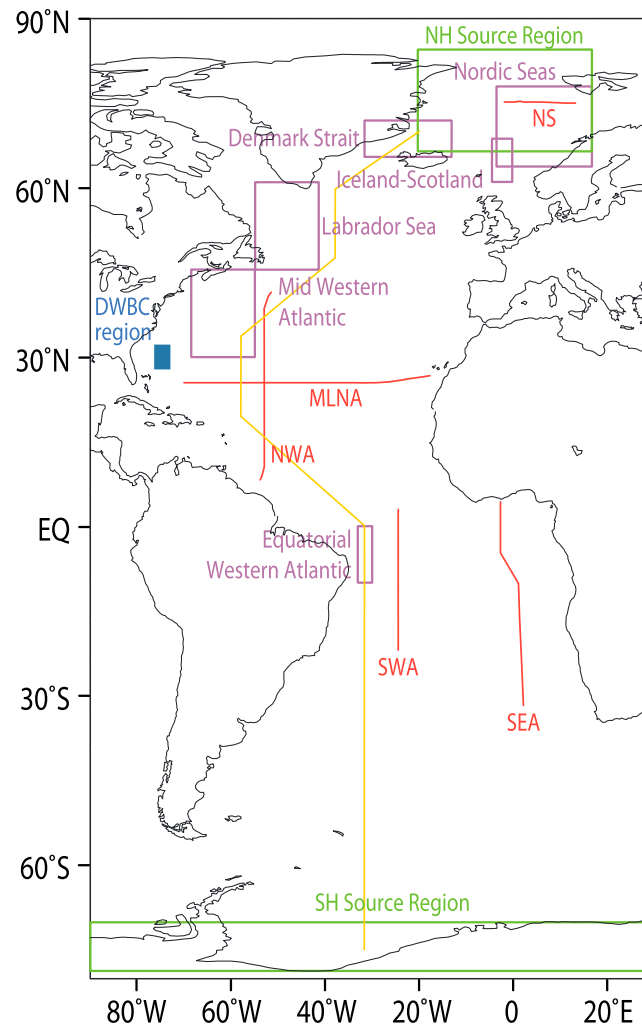 90°N
NH Source Region
Nordic Seas
NS
Denmark Strait
60°N
Iceland-Scotland
Labrador Sea
Mid Western
Atlantic
DWBC
region
30°N
MLNA
NWA
EQ
Equatorial
Western Atlantic
SWA
30°S
SEA
60°S
SH Source Region
80°W
60°W
40°W
20°W
0
20°E